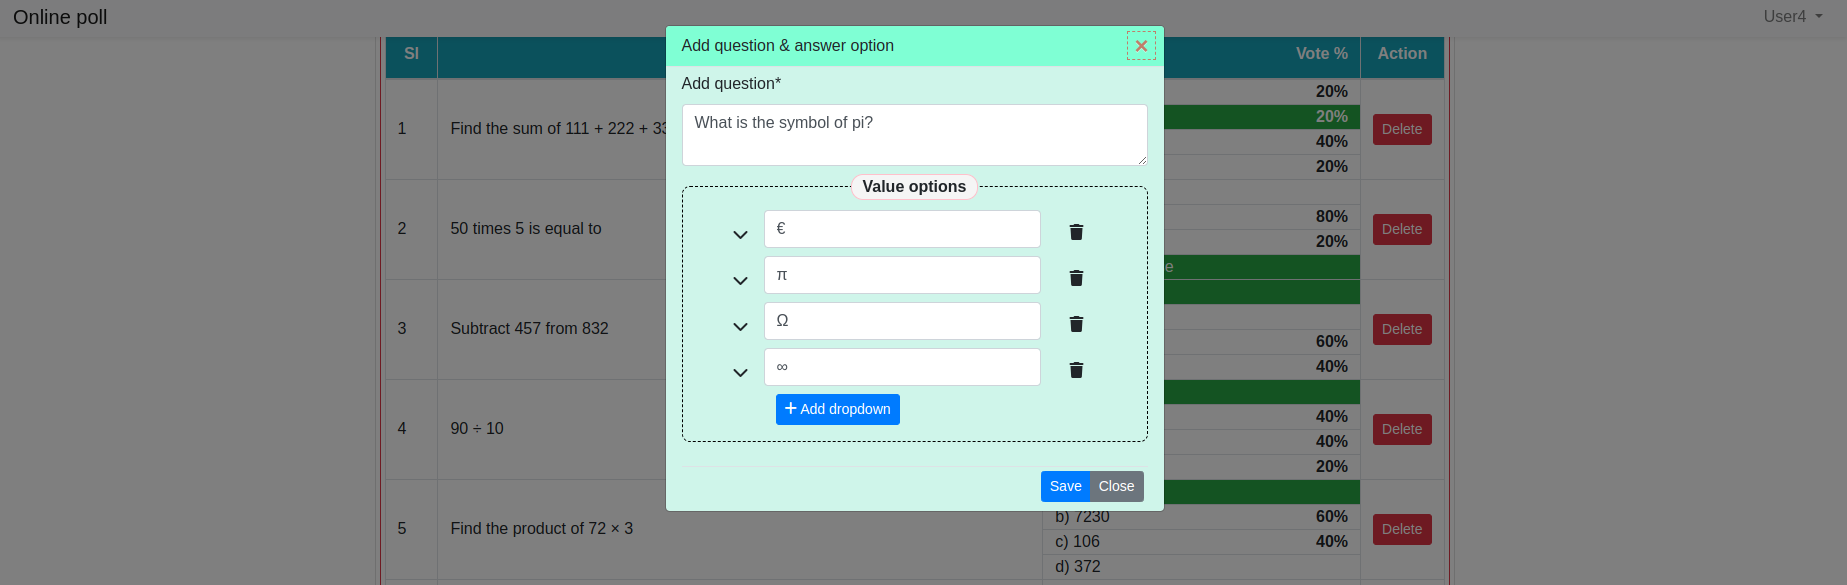 Online poll
User4
Add question & answer option
Sl
Vote %
Action
Add question*
What is the symbol of pi?
20%
20%
1
Find the sum of 111 + 222 + 33
Delete
40%
20%
Value options
80%
2
50 times 5 is equal to
€
Delete
20%
π
e
3
Subtract 457 from 832
Ω
Delete
60%
∞
40%
+ Add dropdown
40%
4
90 ÷ 10
Delete
40%
20%
Save
Close
b) 7230
60%
5
Find the product of 72 × 3
Delete
c) 106
40%
d) 372